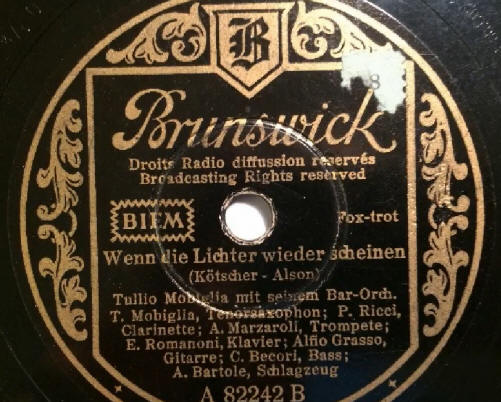 B
8
Brunswick
Droits Radio diffussion reservés
Broadcasting Rights reserved
BIEM
Fox-trot
Wenn die Lichter wieder scheinen
(Kötscher - Alson)
Tullio Mobiglia mit seinem Bar-Orch.
T. Mobiglia, Tenorsaxophon; P. Ricci,
Clarinette; A. Marzaroli, Trompete;
E. Romanoni, Klavier; Alfio Grasso,
Gitarre; C. Becori, Bass;
A. Bartole, Schlagzeug
A 82242 B